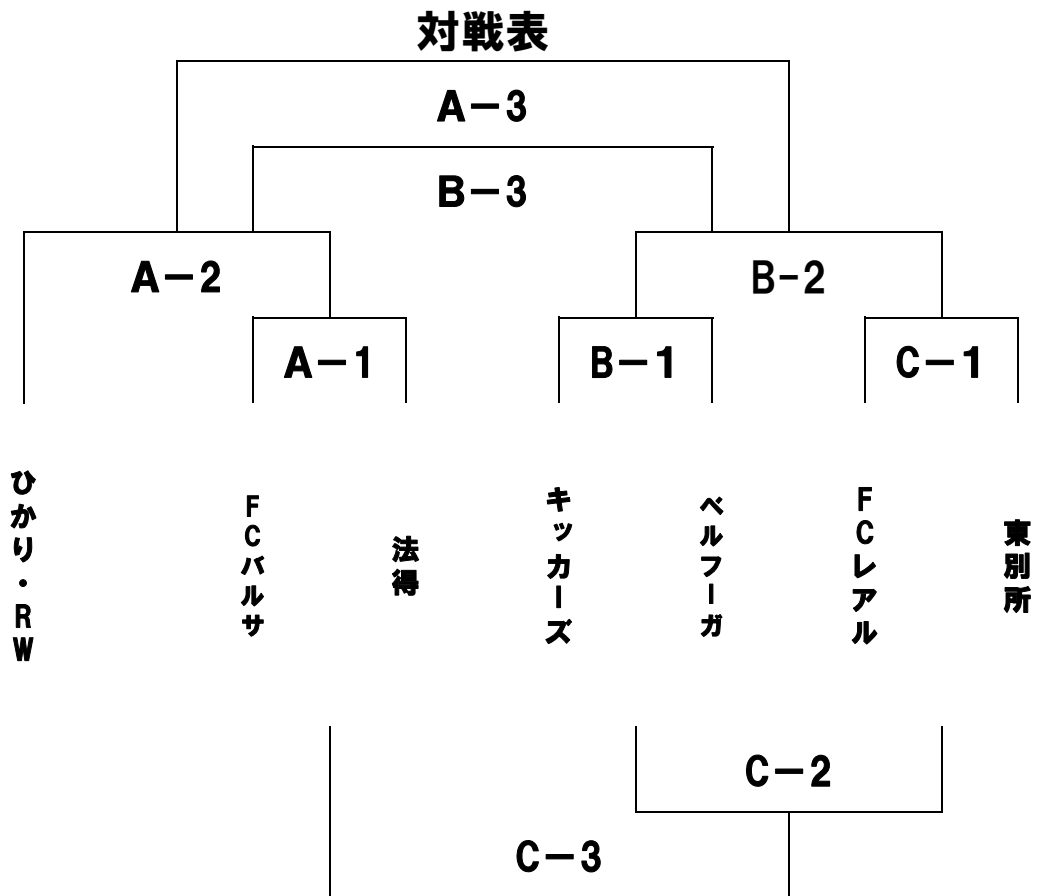 対戦表
A－3
B－3
A－2
B-2
A－1
B－1
C－1
ひかり・RW
FCバルサ
法得
キッカーズ
ベルフーガ
FCレアル
東別所
C－2
C－3